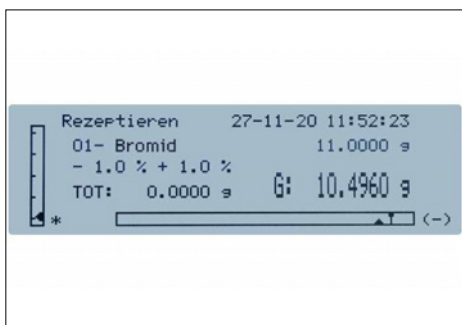 Rezeptieren 27-11-20 11:52:23
01- Bromid 11.0000 g
- 1.0 % + 1.0 %
TOT: 0.0000 g G: 10.4960 g
* (-)